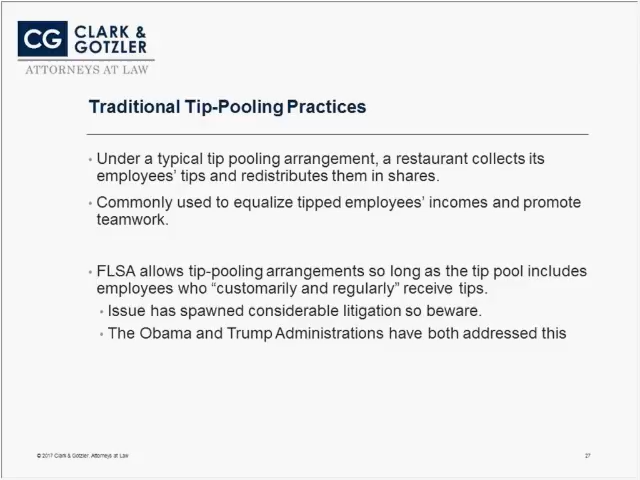 CG CLARK & GOTZLER
ATTORNEYS AT LAW
Traditional Tip-Pooling Practices
• Under a typical tip pooling arrangement, a restaurant collects its
employees’ tips and redistributes them in shares.
• Commonly used to equalize tipped employees’ incomes and promote
teamwork.
• FLSA allows tip-pooling arrangements so long as the tip pool includes
employees who “customarily and regularly” receive tips.
• Issue has spawned considerable litigation so beware.
• The Obama and Trump Administrations have both addressed this
© 2017 Clark & Gotzler, Attorneys at Law
27